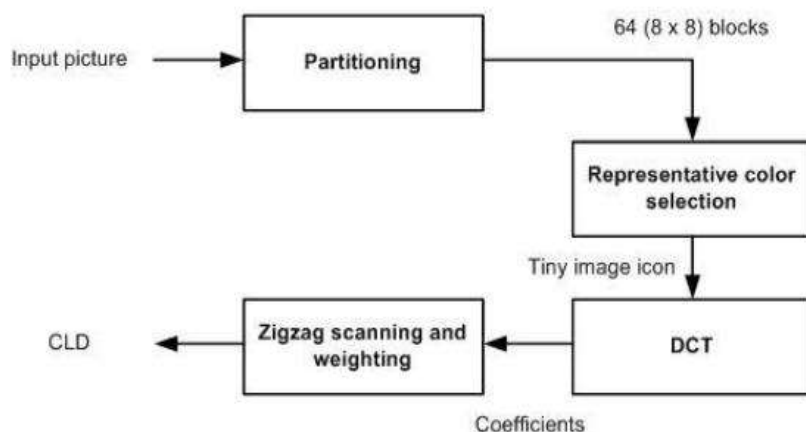 64 (8 x 8) blocks
Input picture
Partitioning
Representative color
selection
Tiny image icon
DCT
Zigzag scanning and
weighting
CLD
Coefficients